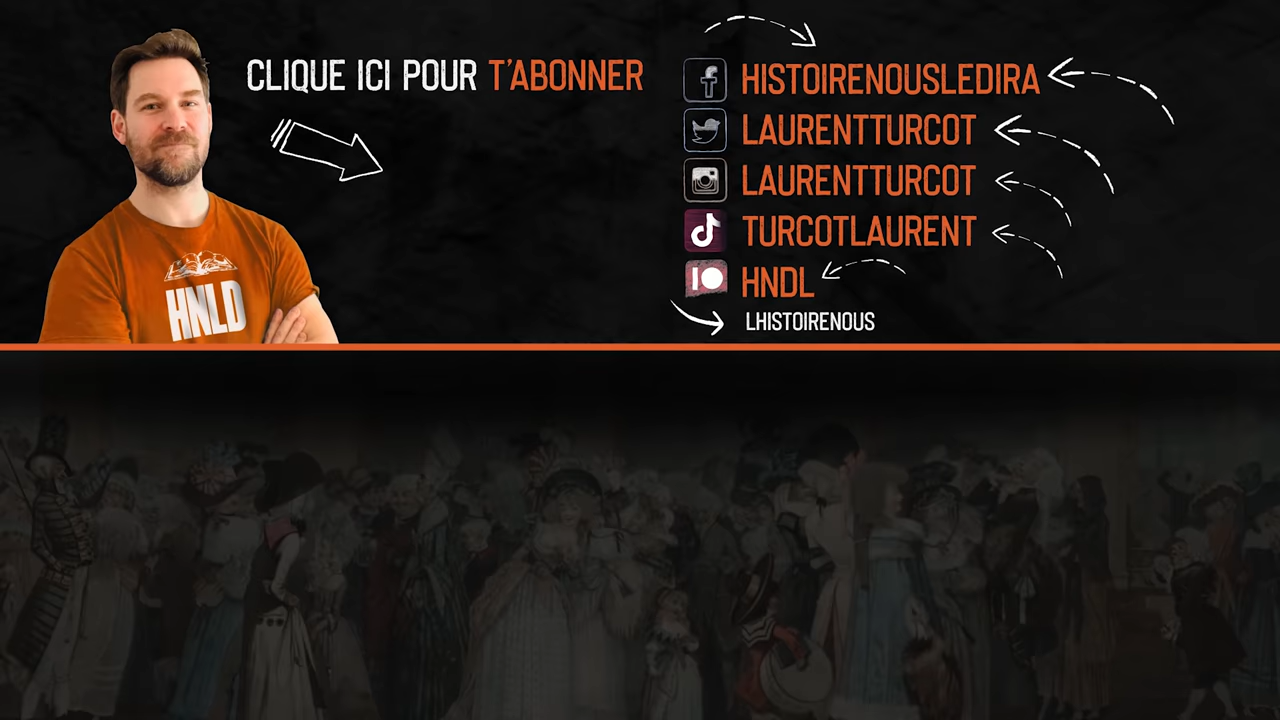 CLIQUE ICI POUR T'ABONNER
HISTOIRENOUSLEDIRA
LAURENTTURCOT
LAURENTTURCOT
TURCOTLAURENT
HNDL
LHISTOIRENOUS
HNLD